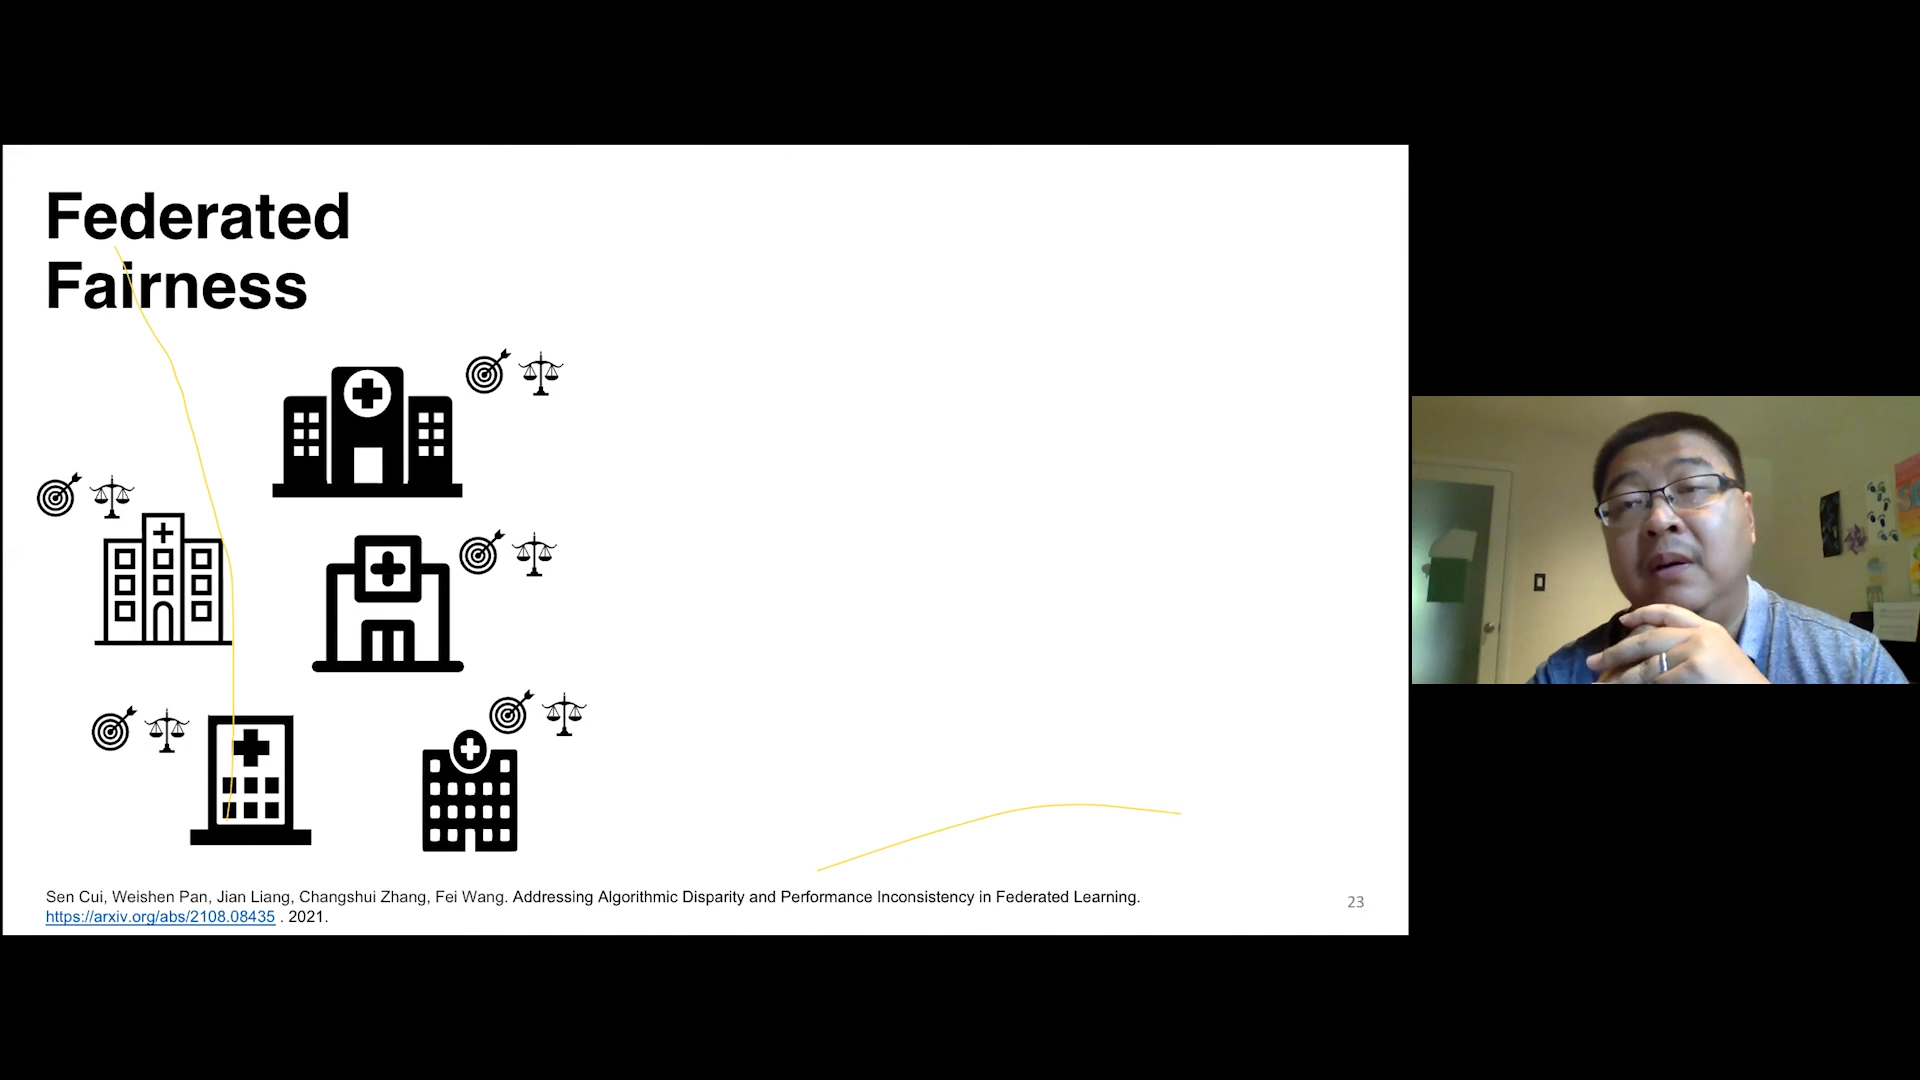 Federated
Fairness
Sen Cui, Weishen Pan, Jian Liang, Changshui Zhang, Fei Wang. Addressing Algorithmic Disparity and Performance Inconsistency in Federated Learning.
https://arxiv.org/abs/2108.08435 . 2021.
23